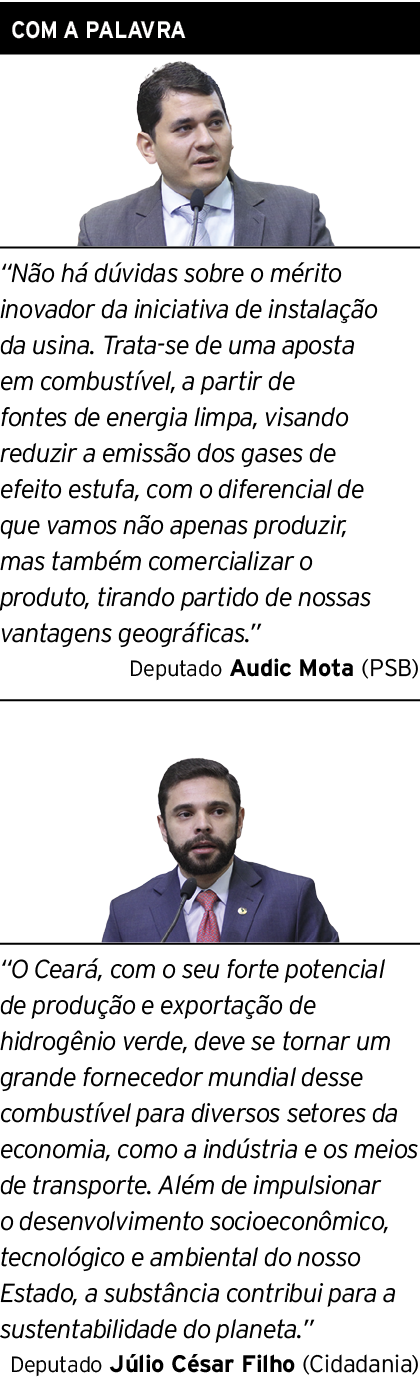 COM A PALAVRA
“Não há dúvidas sobre o mérito
inovador da iniciativa de instalação
da usina. Trata-se de uma aposta
em combustível, a partir de
fontes de energia limpa, visando
reduzir a emissão dos gases de
efeito estufa, com o diferencial de
que vamos não apenas produzir,
mas também comercializar o
produto, tirando partido de nossas
vantagens geográficas.”
Deputado Audic Mota (PSB)
“O Ceará, com o seu forte potencial
de produção e exportação de
hidrogênio verde, deve se tornar um
grande fornecedor mundial desse
combustível para diversos setores da
economia, como a indústria e os meios
de transporte. Além de impulsionar
o desenvolvimento socioeconômico,
tecnológico e ambiental do nosso
Estado, a substância contribui para a
sustentabilidade do planeta.”
Deputado Júlio César Filho (Cidadania)